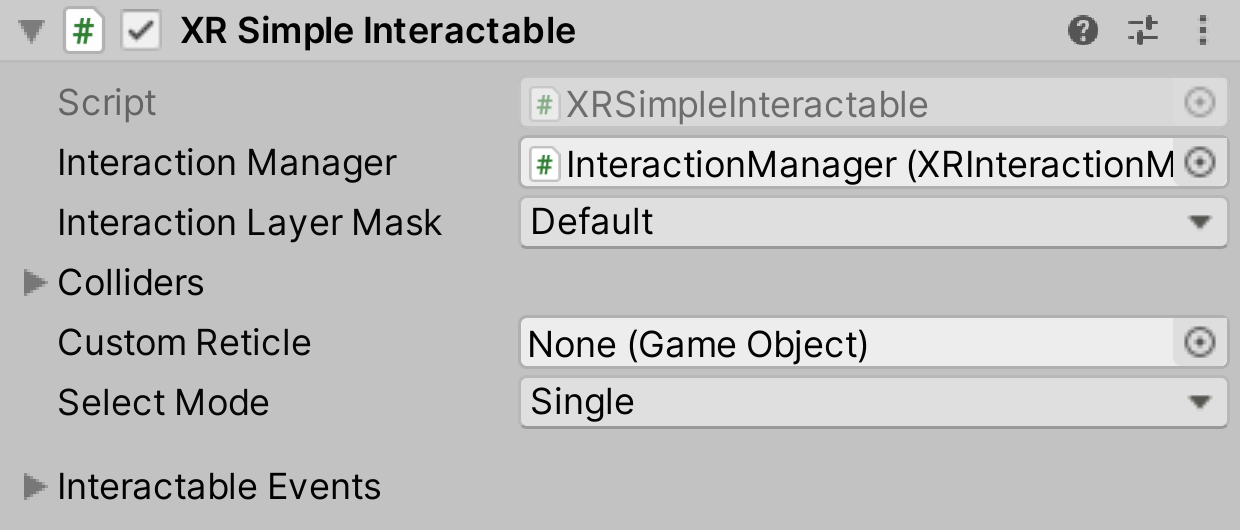 XR Simple Interactable
Script # XRSimpleInteractable
Interaction Manager # InteractionManager (XRInteractionM
Interaction Layer Mask Default
Colliders
Custom Reticle None (Game Object)
Select Mode Single
Interactable Events